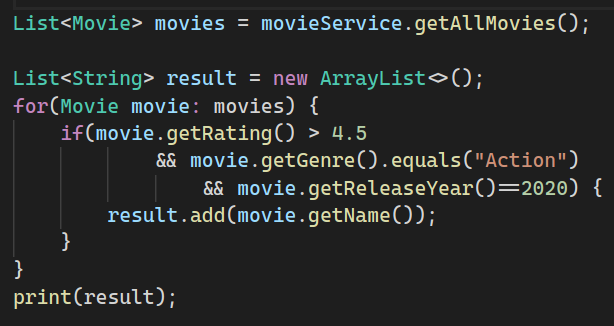 List<Movie> movies = movieService.getAllMovies();

List<String> result = new ArrayList<>();
for(Movie movie: movies) {
    if(movie.getRating() > 4.5
            && movie.getGenre().equals("Action")
                && movie.getReleaseYear()==2020) {
        result.add(movie.getName());
    }
}
print(result);